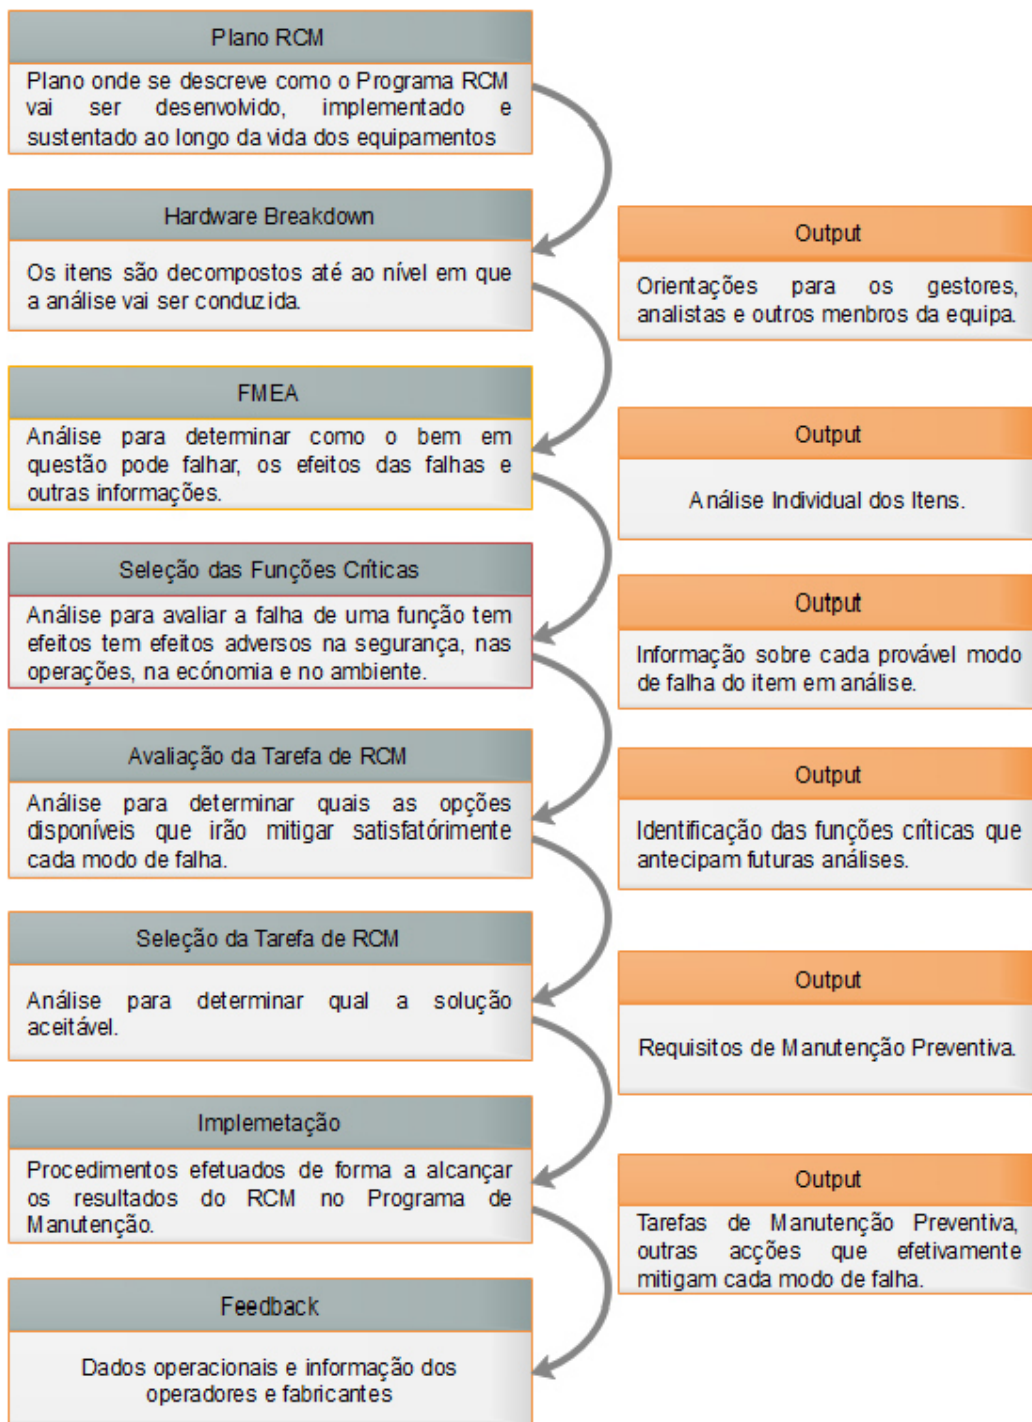 Plano RCM
Plano onde se descreve como o Programa RCM
vai ser desenvolvido, implementado e
sustentado ao longo da vida dos equipamentos
Hardware Breakdown
Os itens são decompostos até ao nível em que
a análise vai ser conduzida.
Output
Orientações para os gestores,
analistas e outros menbros da equipa.
FMEA
Análise para determinar como o bem em
questão pode falhar, os efeitos das falhas e
outras informações.
Output
Análise Individual dos Itens.
Seleção das Funções Críticas
Análise para avaliar a falha de uma função tem
efeitos tem efeitos adversos na segurança, nas
operações, na ecónomia e no ambiente.
Output
Informação sobre cada provável modo
de falha do item em análise.
Avaliação da Tarefa de RCM
Análise para determinar quais as opções
disponíveis que irão mitigar satisfatórimente
cada modo de falha.
Output
Identificação das funções críticas que
antecipam futuras análises.
Seleção da Tarefa de RCM
Análise para determinar qual a solução
aceitável.
Output
Requisitos de Manutenção Preventiva.
Implemetação
Procedimentos efetuados de forma a alcançar
os resultados do RCM no Programa de
Manutenção.
Output
Tarefas de Manutenção Preventiva,
outras acções que efetivamente
mitigam cada modo de falha.
Feedback
Dados operacionais e informação dos
operadores e fabricantes